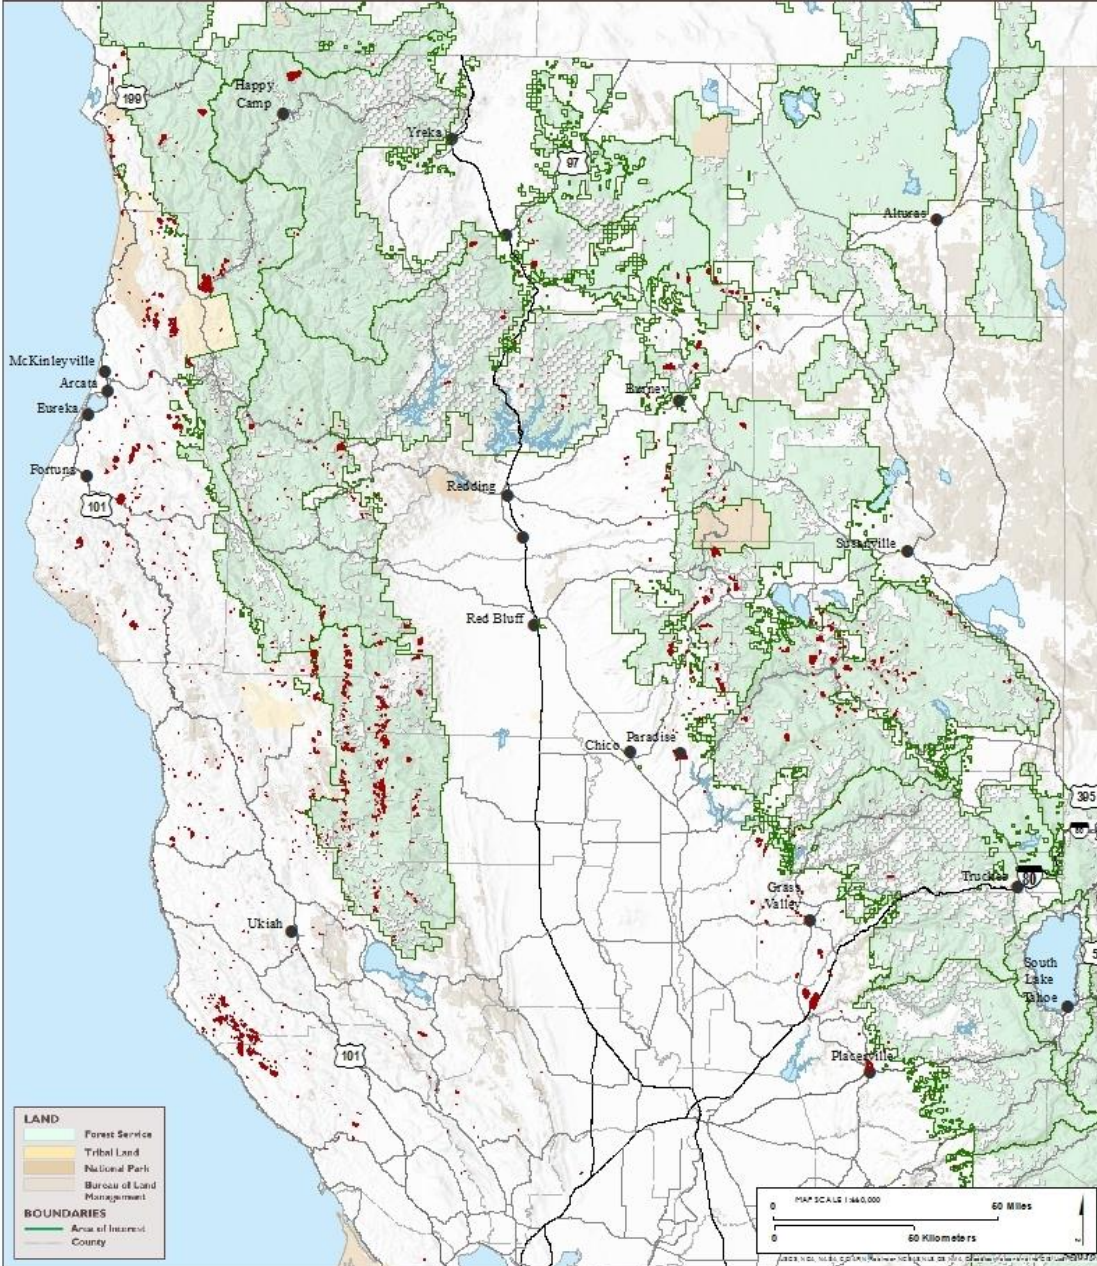 199
Happy
Camp
Yreka
97
Alturas
McKinleyville
Arcata
Eureka
Burney
Fortuna
101
Redding
Susanville
Red Bluff
Chico
Paradise
395
80
Truckee
80
Grass
Valley
Ukiah
5
South
Lake
Tahoe
101
Placerville
LAND
Forest Service
Tribal Land
National Park
Bureau of Land
Management
BOUNDARIES
Area of Interest
County
MAP SCALE 1:660,000
0 60 Miles
0 60 Kilometers
N